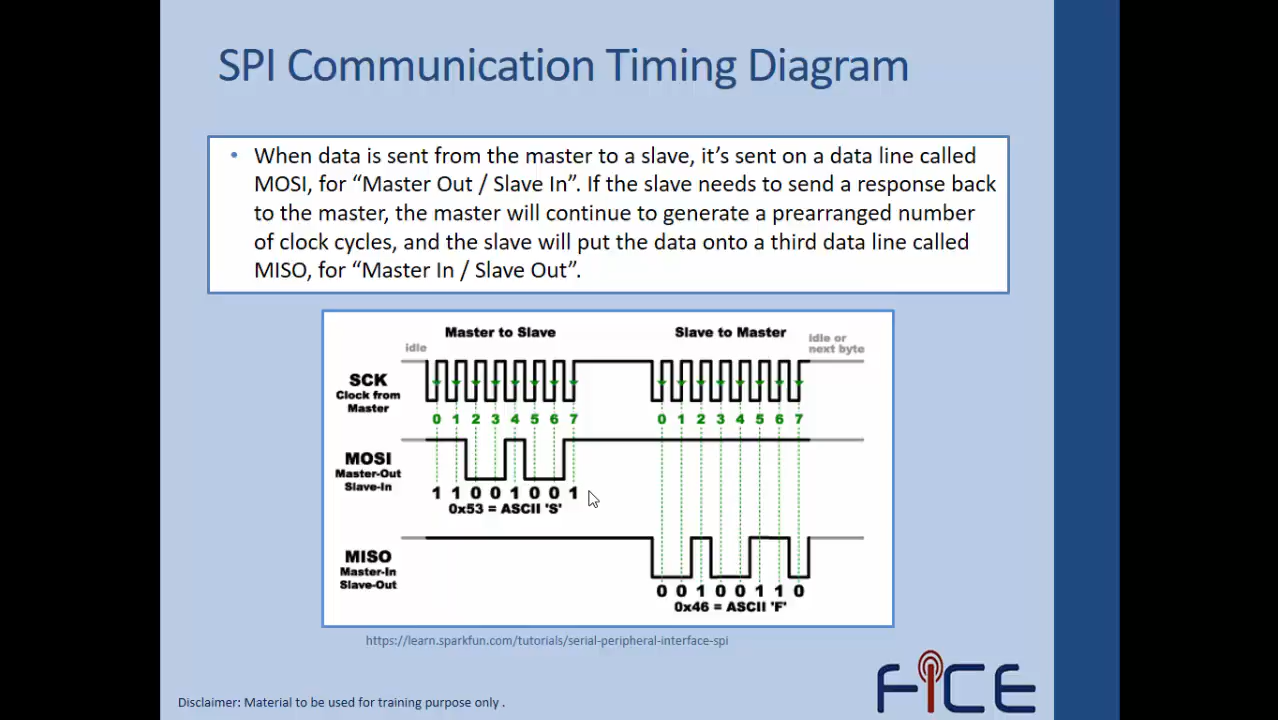 SPI Communication Timing Diagram
• When data is sent from the master to a slave, it's sent on a data line called
MOSI, for “Master Out / Slave In”. If the slave needs to send a response back
to the master, the master will continue to generate a prearranged number
of clock cycles, and the slave will put the data onto a third data line called
MISO, for “Master In / Slave Out”.
Master to Slave
Slave to Master
idle
idle or
next byte
SCK
Clock from
Master
0 1 2 3 4 5 6 7
0 1 2 3 4 5 6 7
MOSI
Master-Out
Slave-In
1 1 0 0 1 0 0 1
0x53 = ASCII 'S'
MISO
Master-In
Slave-Out
0 0 1 0 0 1 1 0
0x46 = ASCII 'F'
https://learn.sparkfun.com/tutorials/serial-peripheral-interface-spi
Disclaimer: Material to be used for training purpose only .
FiCE